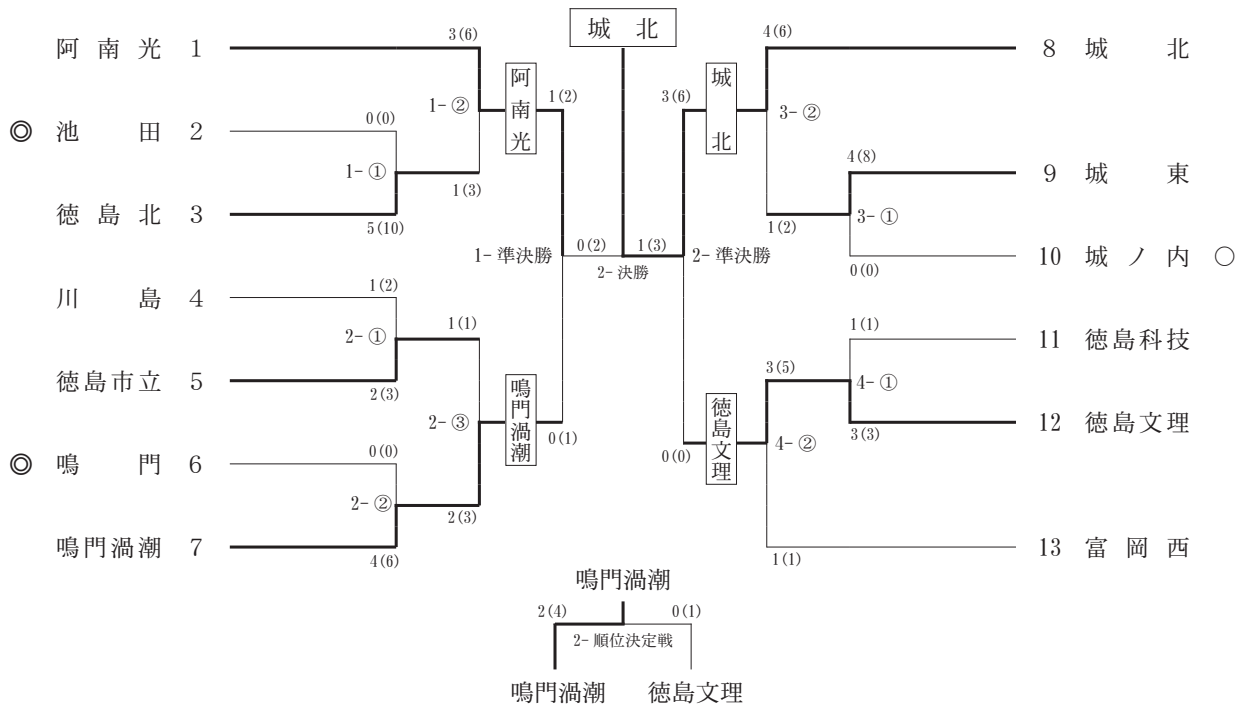 城 北
阿 南 光 1
3(6)
1-②
阿南光
1(2)
◎ 池 田 2
0(0)
1-①
1(3)
徳 島 北 3
5(10)
1-準決勝
川 島 4
1(2)
2-①
1(1)
徳島市立 5
2(3)
2-③
鳴門渦潮
0(1)
◎ 鳴 門 6
0(0)
2-②
2(3)
鳴門渦潮 7
4(6)
0(2)
1(3)
2-決勝
4(6)
8 城 北
3(6)
城北
3-②
4(8)
9 城 東
1(2)
3-①
0(0)
10 城ノ内 ○
2-準決勝
1(1)
11 徳島科技
3(5)
4-①
3(3)
12 徳島文理
徳島文理
0(0)
4-②
1(1)
13 富岡西
鳴門渦潮
2(4)
0(1)
2-順位決定戦
鳴門渦潮 徳島文理